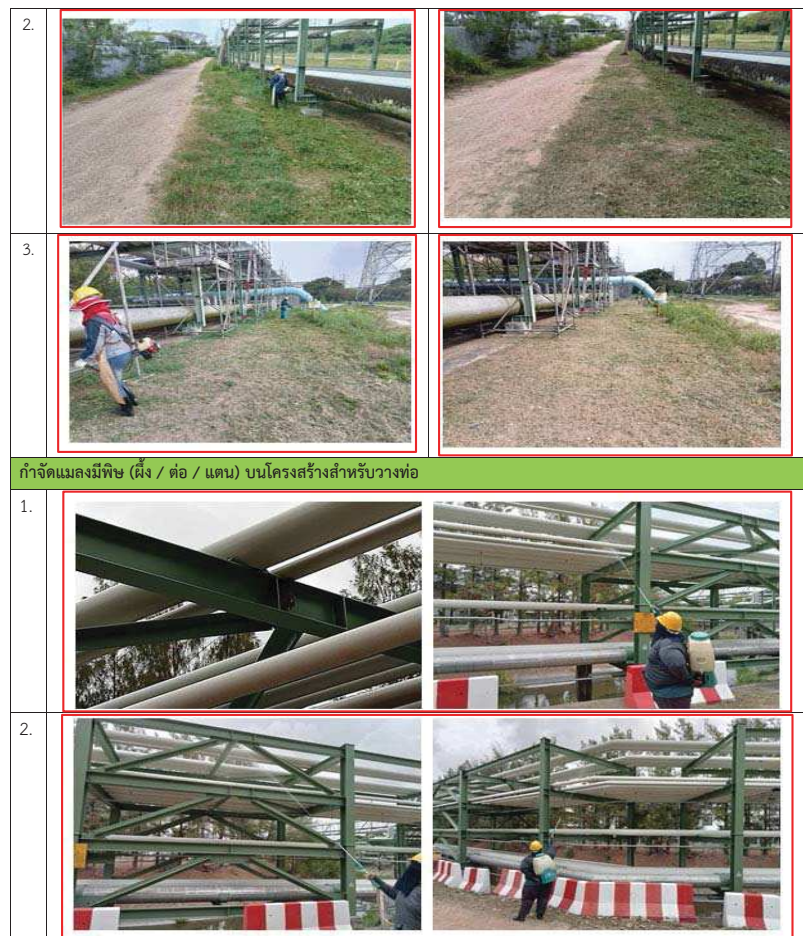 2.
3.
กำจัดแมลงมีพิษ (ผึ้ง / ต่อ / แตน) บนโครงสร้างสำหรับวางท่อ
1.
2.